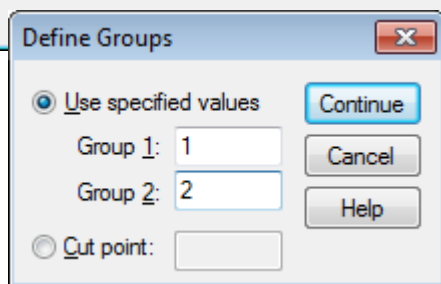 Define Groups
Use specified values
Continue
Group 1: 1
Cancel
Group 2: 2
Help
Cut point: